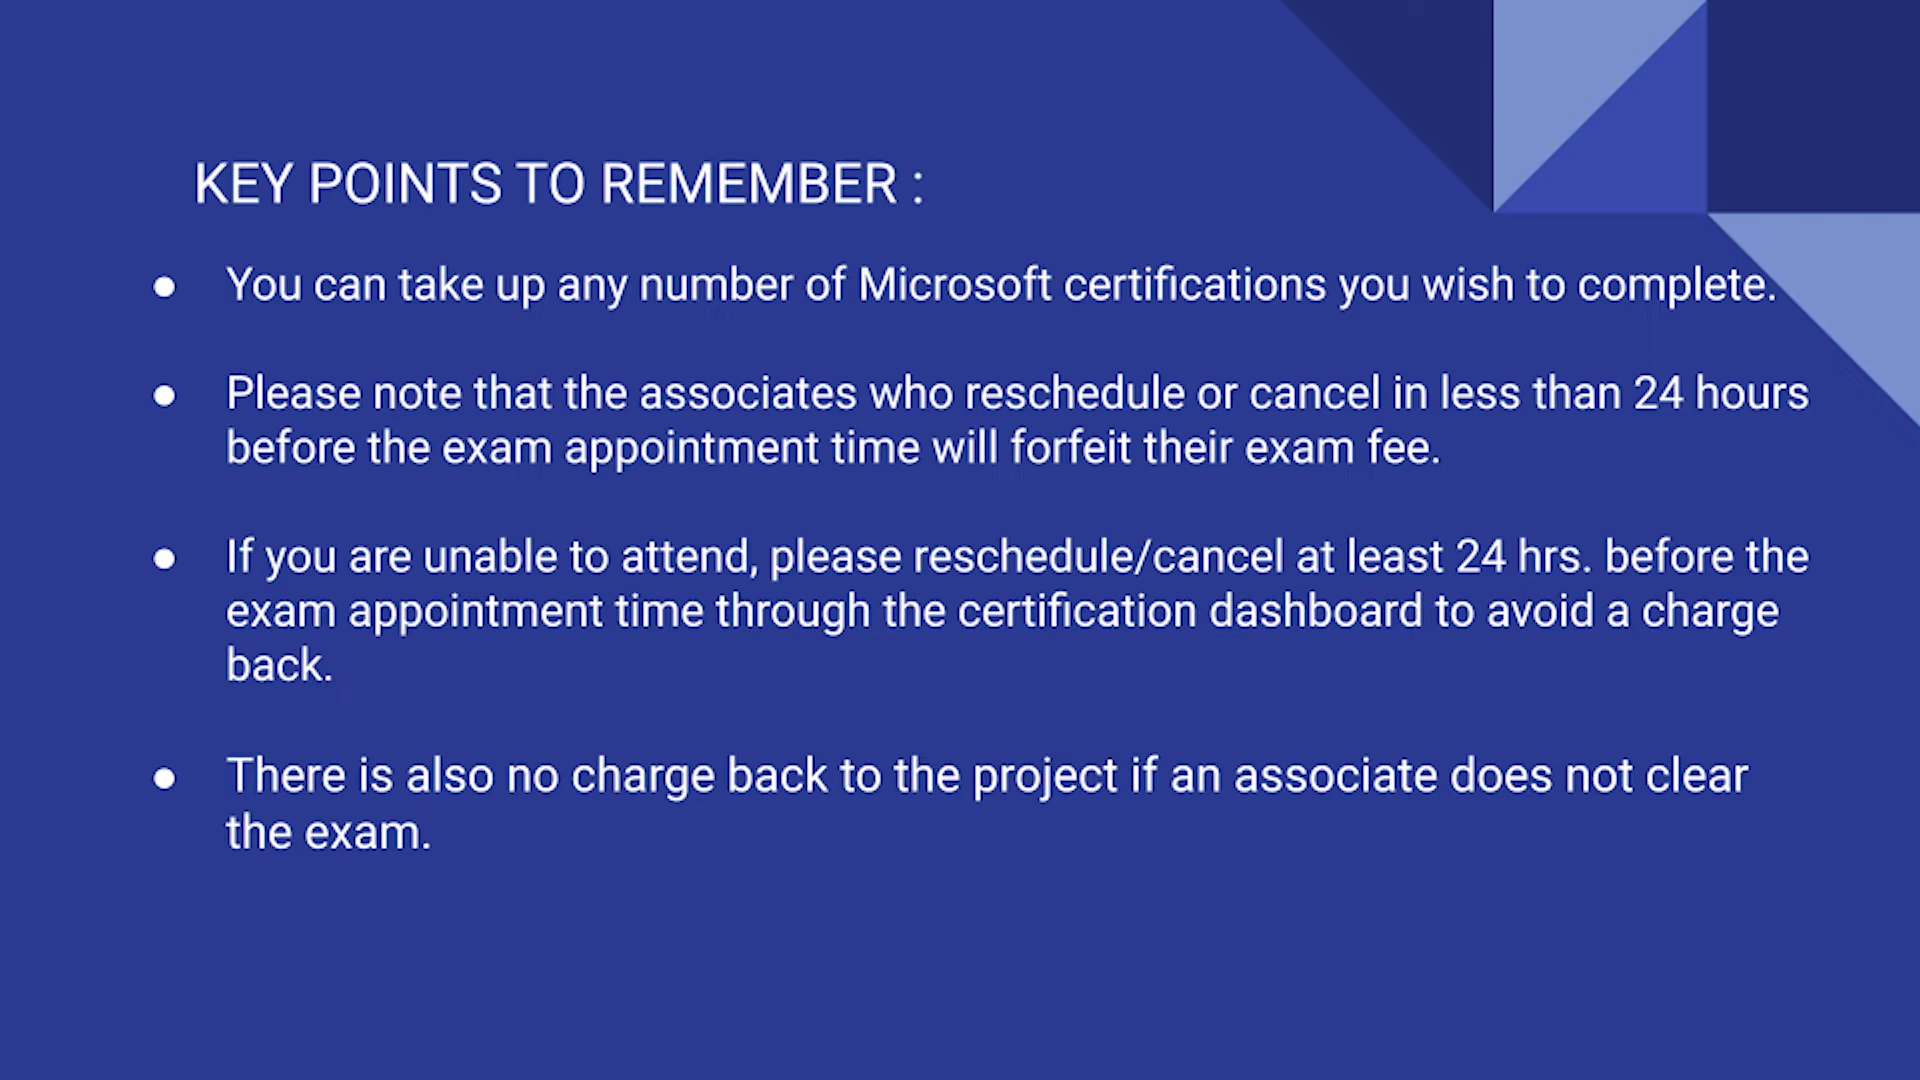 KEY POINTS TO REMEMBER :
● You can take up any number of Microsoft certifications you wish to complete.
● Please note that the associates who reschedule or cancel in less than 24 hours
before the exam appointment time will forfeit their exam fee.
● If you are unable to attend, please reschedule/cancel at least 24 hrs. before the
exam appointment time through the certification dashboard to avoid a charge
back.
● There is also no charge back to the project if an associate does not clear
the exam.